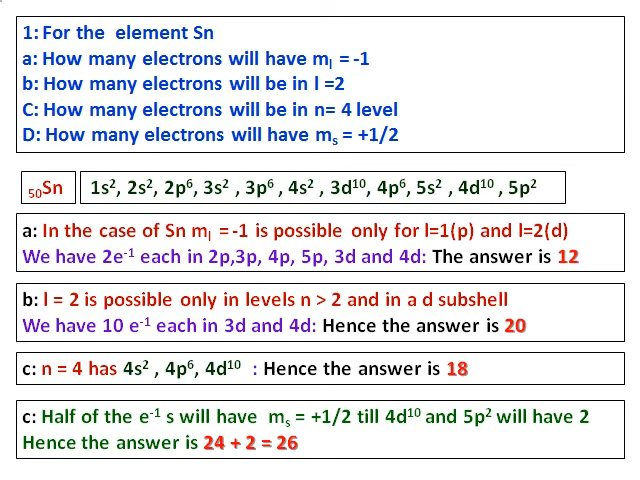 1: For the element Sn
a: How many electrons will have mₗ = -1
b: How many electrons will be in l =2
C: How many electrons will be in n= 4 level
D: How many electrons will have mₛ = +1/2
₅₀Sn
1s², 2s², 2p⁶, 3s² , 3p⁶ , 4s² , 3d¹⁰, 4p⁶, 5s² , 4d¹⁰ , 5p²
a: In the case of Sn mₗ = -1 is possible only for l=1(p) and l=2(d)
We have 2e⁻¹ each in 2p,3p, 4p, 5p, 3d and 4d: The answer is 12
b: l = 2 is possible only in levels n > 2 and in a d subshell
We have 10 e⁻¹ each in 3d and 4d: Hence the answer is 20
c: n = 4 has 4s² , 4p⁶, 4d¹⁰ : Hence the answer is 18
c: Half of the e⁻¹ s will have mₛ = +1/2 till 4d¹⁰ and 5p² will have 2
Hence the answer is 24 + 2 = 26